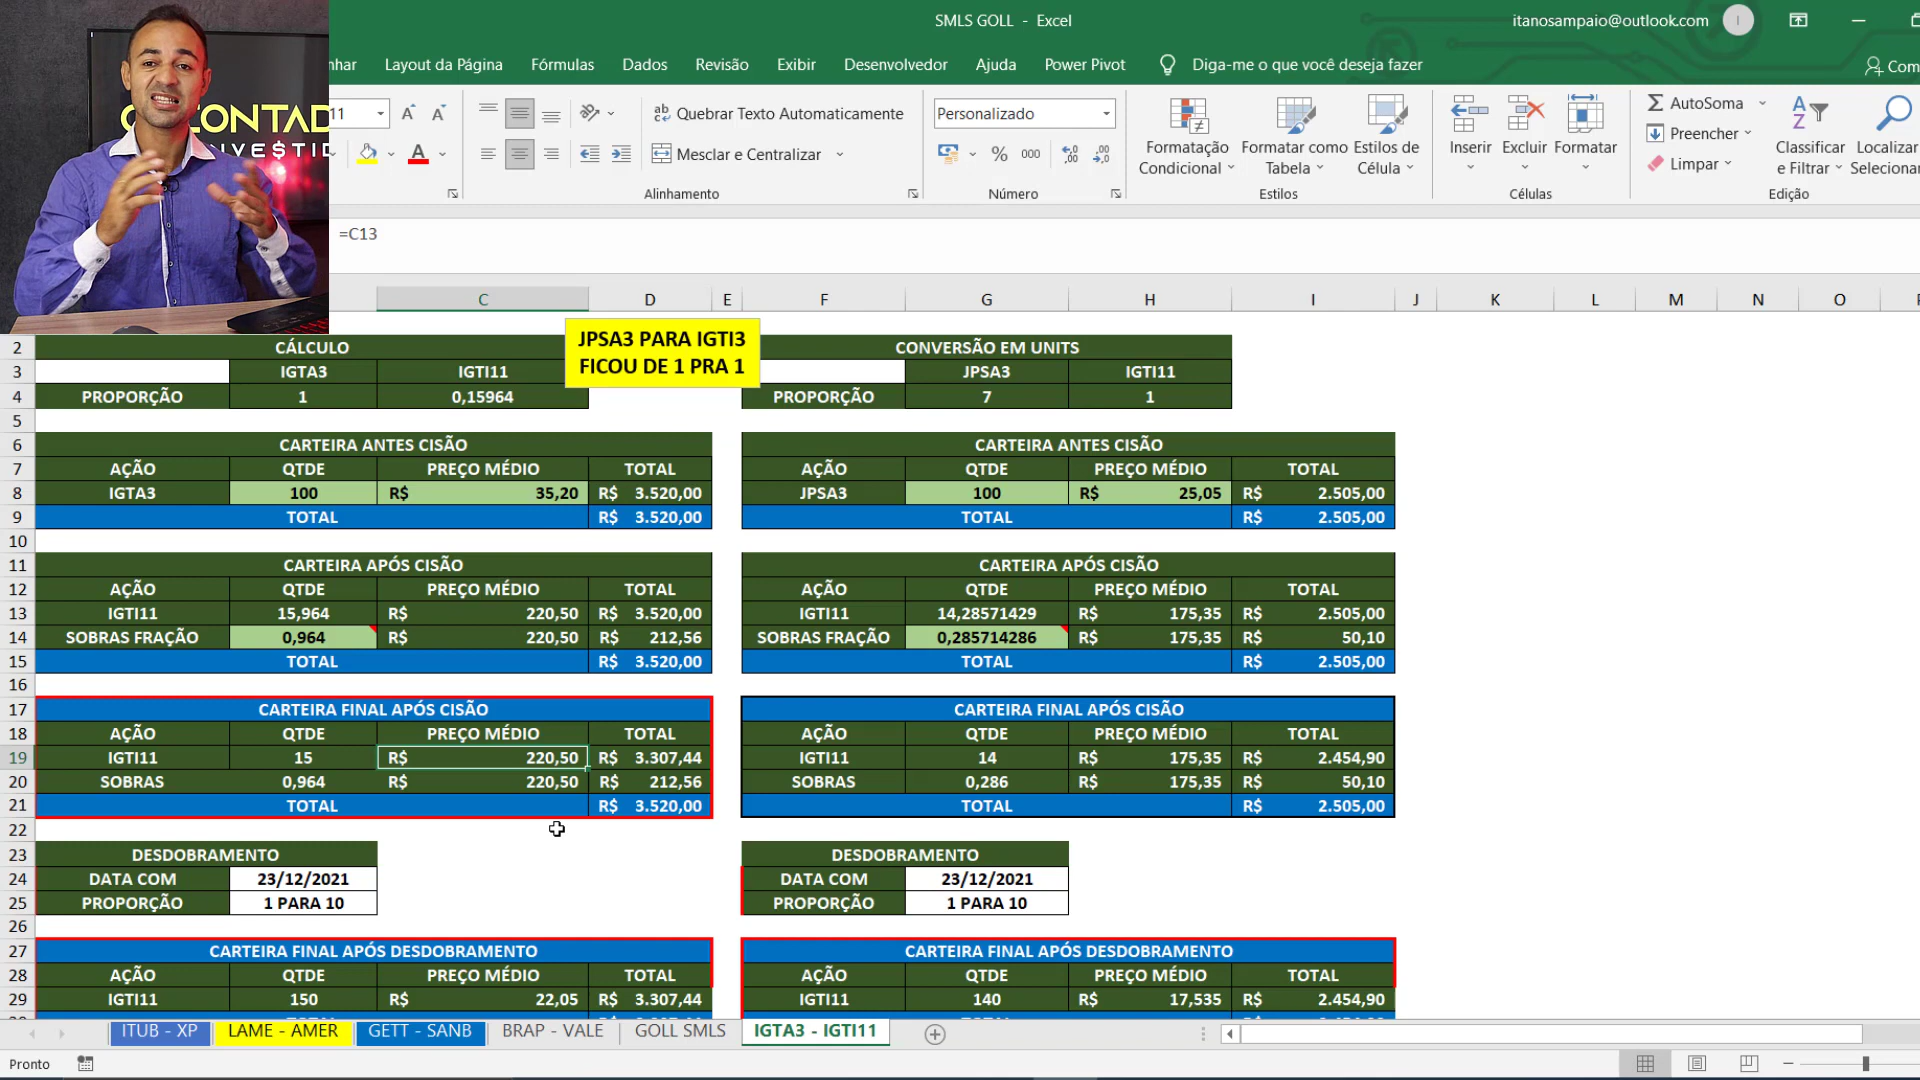 SMLS GOLL - Excel
itanosampaio@outlook.com
I
Layout da Página
Fórmulas
Dados
Revisão
Exibir
Desenvolvedor
Ajuda
Power Pivot
Diga-me o que você deseja fazer
11
Quebrar Texto Automaticamente
Mesclar e Centralizar
Alinhamento
Personalizado
% 000
Número
Formatação Condicional
Formatar como Tabela
Estilos de Célula
Estilos
Inserir
Excluir
Formatar
Células
AutoSoma
Preencher
Limpar
Classificar e Filtrar
Edição
=C13
C D E F G H I J K L M N O
JPSA3 PARA IGTI3
FICOU DE 1 PRA 1
2 CÁLCULO CONVERSÃO EM UNITS
3 IGTA3 IGTI11 JPSA3 IGTI11
4 PROPORÇÃO 1 0,15964 PROPORÇÃO 7 1
5
6 CARTEIRA ANTES CISÃO CARTEIRA ANTES CISÃO
7 AÇÃO QTDE PREÇO MÉDIO TOTAL AÇÃO QTDE PREÇO MÉDIO TOTAL
8 IGTA3 100 R$ 35,20 R$ 3.520,00 JPSA3 100 R$ 25,05 R$ 2.505,00
9 TOTAL R$ 3.520,00 TOTAL R$ 2.505,00
10
11 CARTEIRA APÓS CISÃO CARTEIRA APÓS CISÃO
12 AÇÃO QTDE PREÇO MÉDIO TOTAL AÇÃO QTDE PREÇO MÉDIO TOTAL
13 IGTI11 15,964 R$ 220,50 R$ 3.520,00 IGTI11 14,28571429 R$ 175,35 R$ 2.505,00
14 SOBRAS FRAÇÃO 0,964 R$ 220,50 R$ 212,56 SOBRAS FRAÇÃO 0,285714286 R$ 175,35 R$ 50,10
15 TOTAL R$ 3.520,00 TOTAL R$ 2.505,00
16
17 CARTEIRA FINAL APÓS CISÃO CARTEIRA FINAL APÓS CISÃO
18 AÇÃO QTDE PREÇO MÉDIO TOTAL AÇÃO QTDE PREÇO MÉDIO TOTAL
19 IGTI11 15 R$ 220,50 R$ 3.307,44 IGTI11 14 R$ 175,35 R$ 2.454,90
20 SOBRAS 0,964 R$ 220,50 R$ 212,56 SOBRAS 0,286 R$ 175,35 R$ 50,10
21 TOTAL R$ 3.520,00 TOTAL R$ 2.505,00
22
23 DESDOBRAMENTO DESDOBRAMENTO
24 DATA COM 23/12/2021 DATA COM 23/12/2021
25 PROPORÇÃO 1 PARA 10 PROPORÇÃO 1 PARA 10
26
27 CARTEIRA FINAL APÓS DESDOBRAMENTO CARTEIRA FINAL APÓS DESDOBRAMENTO
28 AÇÃO QTDE PREÇO MÉDIO TOTAL AÇÃO QTDE PREÇO MÉDIO TOTAL
29 IGTI11 150 R$ 22,05 R$ 3.307,44 IGTI11 140 R$ 17,535 R$ 2.454,90
ITUB - XP LAME - AMER GETT - SANB BRAP - VALE GOLL SMLS IGTA3 - IGTI11
Pronto